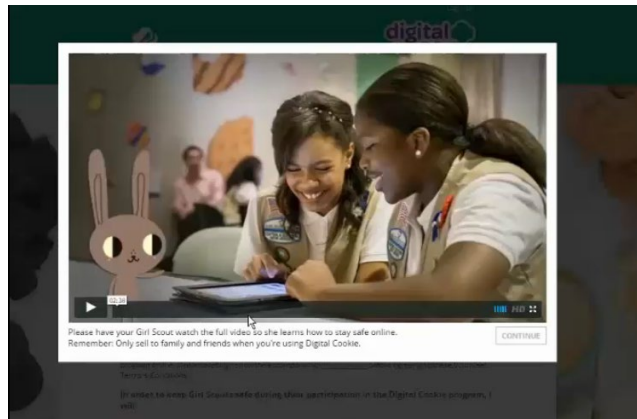 digital
02:38
HD
Please have your Girl Scout watch the full video so she learns how to stay safe online.
Remember: Only sell to family and friends when you're using Digital Cookie.
CONTINUE
In order to keep Girl Scouts safe during their participation in the Digital Cookie program, I
will: